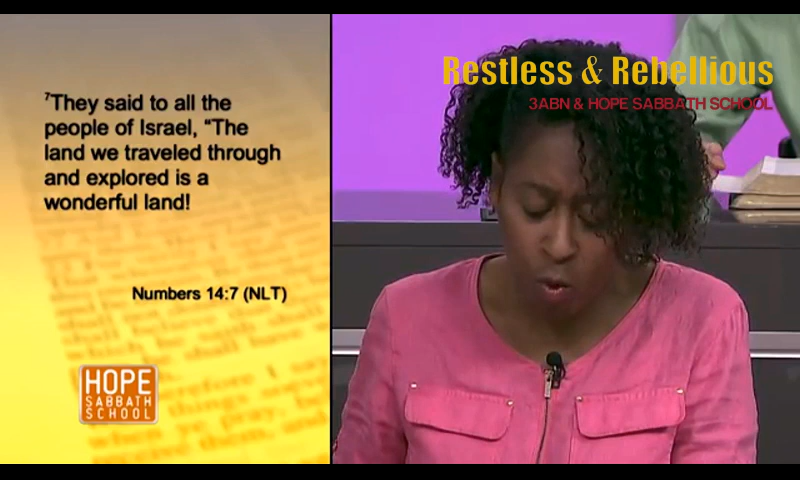 ⁷They said to all the
people of Israel, “The
land we traveled through
and explored is a
wonderful land!
Numbers 14:7 (NLT)
HOPE
SABBATH
SCHOOL
Restless & Rebellious
3ABN & HOPE SABBATH SCHOOL